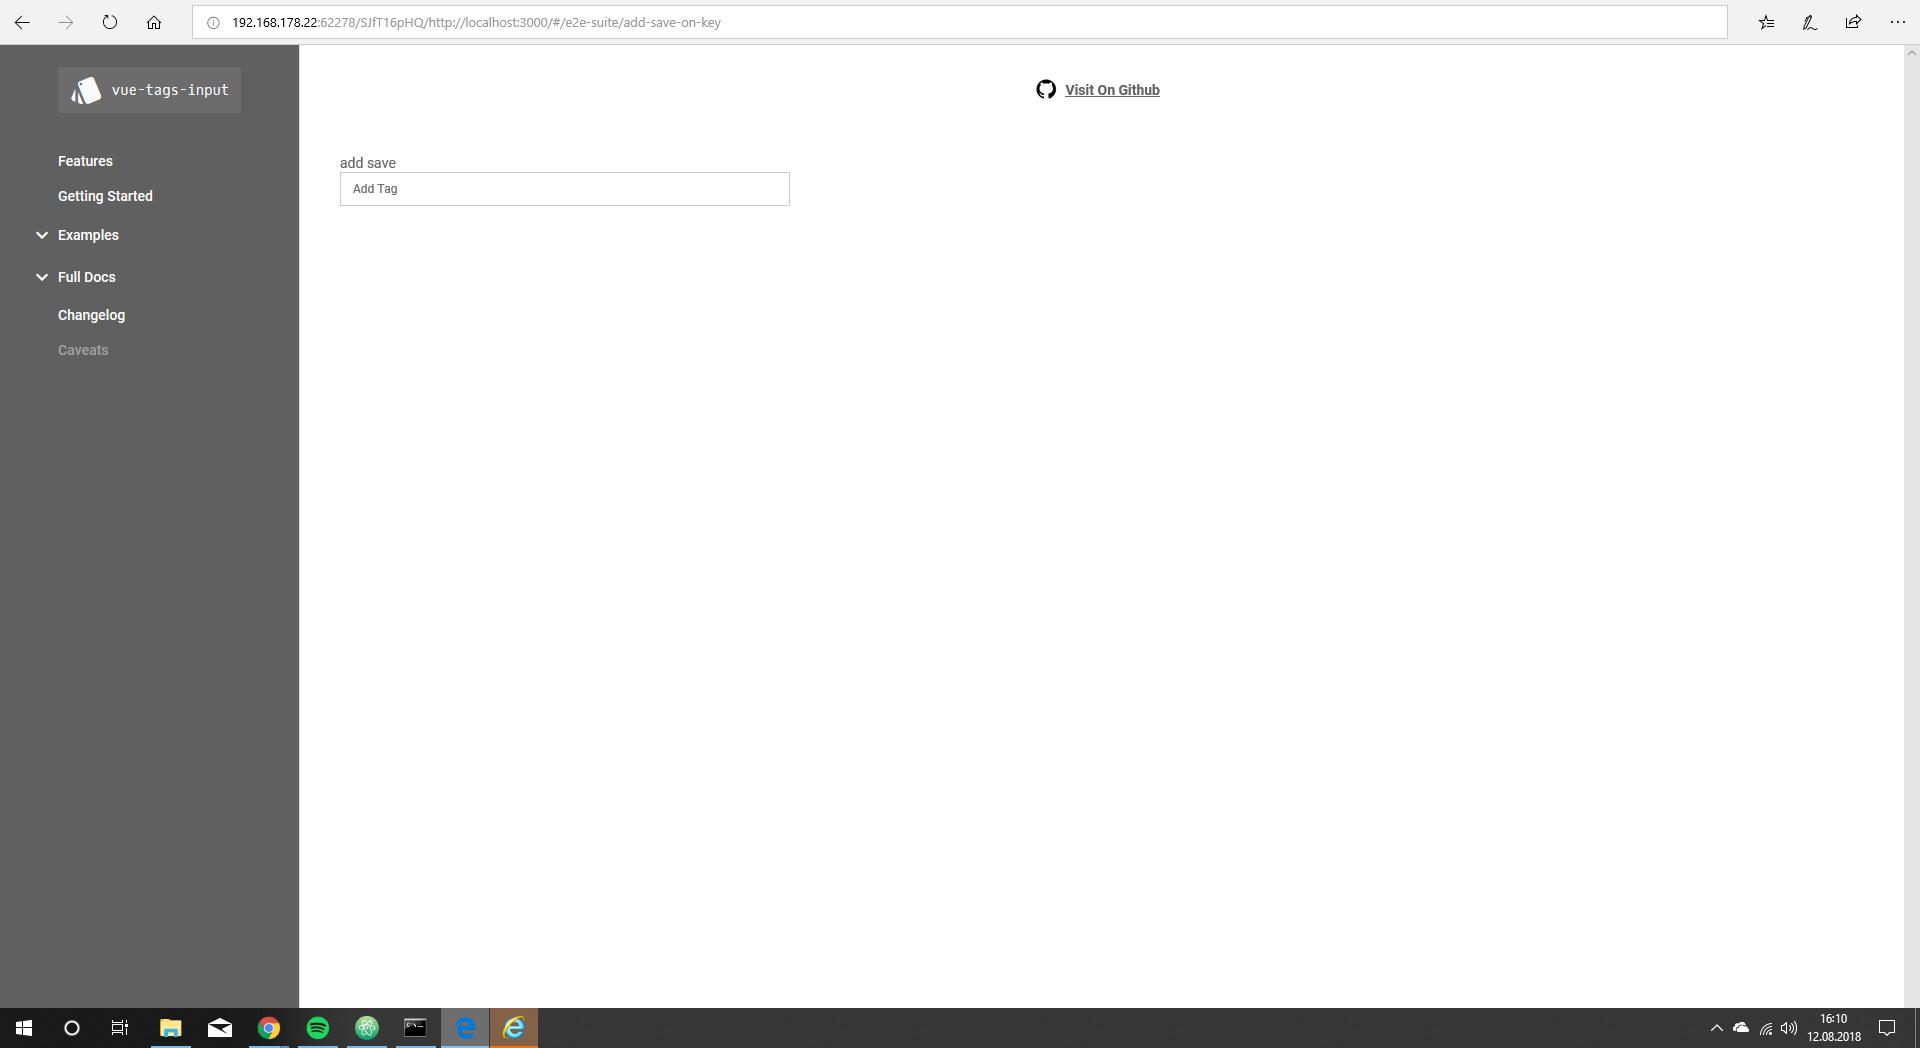 192.168.178.22:62278/SJfT16pHQ/http://localhost:3000/#/e2e-suite/add-save-on-key
vue-tags-input
Visit On Github
Features
Getting Started
Examples
Full Docs
Changelog
Caveats
add save
Add Tag
16:10
12.08.2018